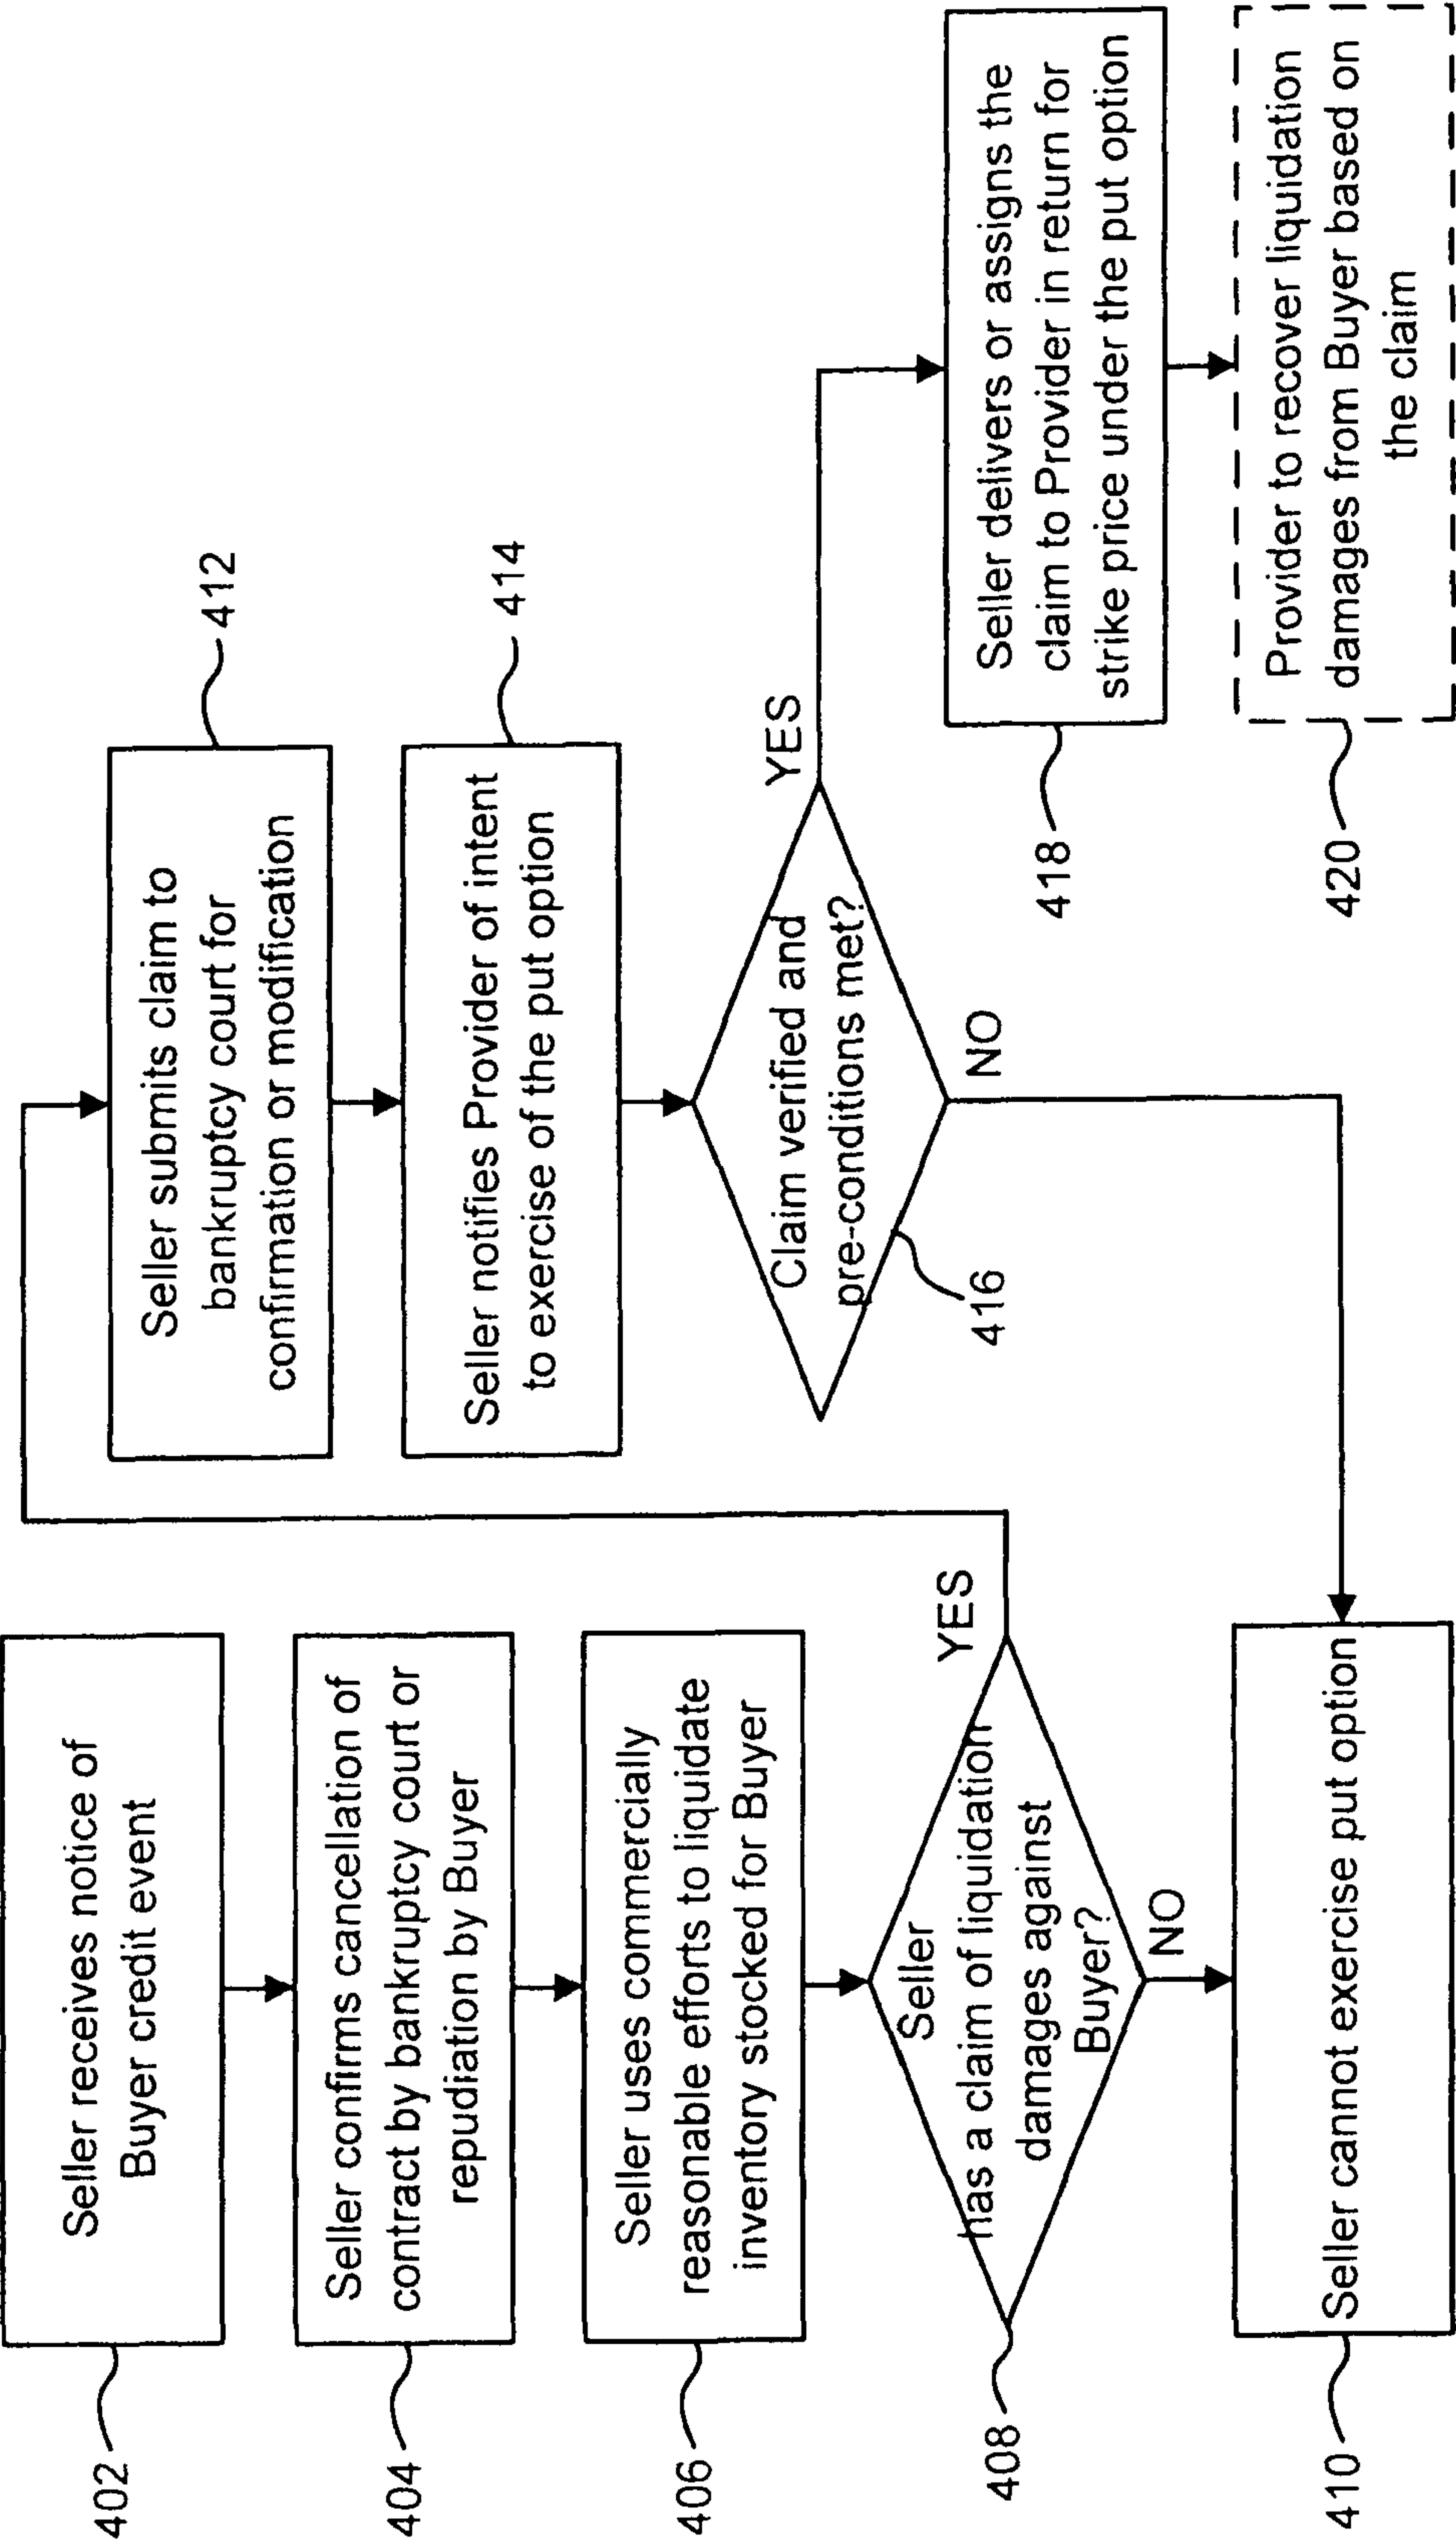 402
Seller receives notice of
Buyer credit event
404
Seller confirms cancellation of
contract by bankruptcy court or
repudiation by Buyer
406
Seller uses commercially
reasonable efforts to liquidate
inventory stocked for Buyer
408
Seller
has a claim of liquidation
damages against
Buyer?
YES
NO
410
Seller cannot exercise put option
412
Seller submits claim to
bankruptcy court for
confirmation or modification
414
Seller notifies Provider of intent
to exercise of the put option
416
Claim verified and
pre-conditions met?
YES
NO
418
Seller delivers or assigns the
claim to Provider in return for
strike price under the put option
420
Provider to recover liquidation
damages from Buyer based on
the claim